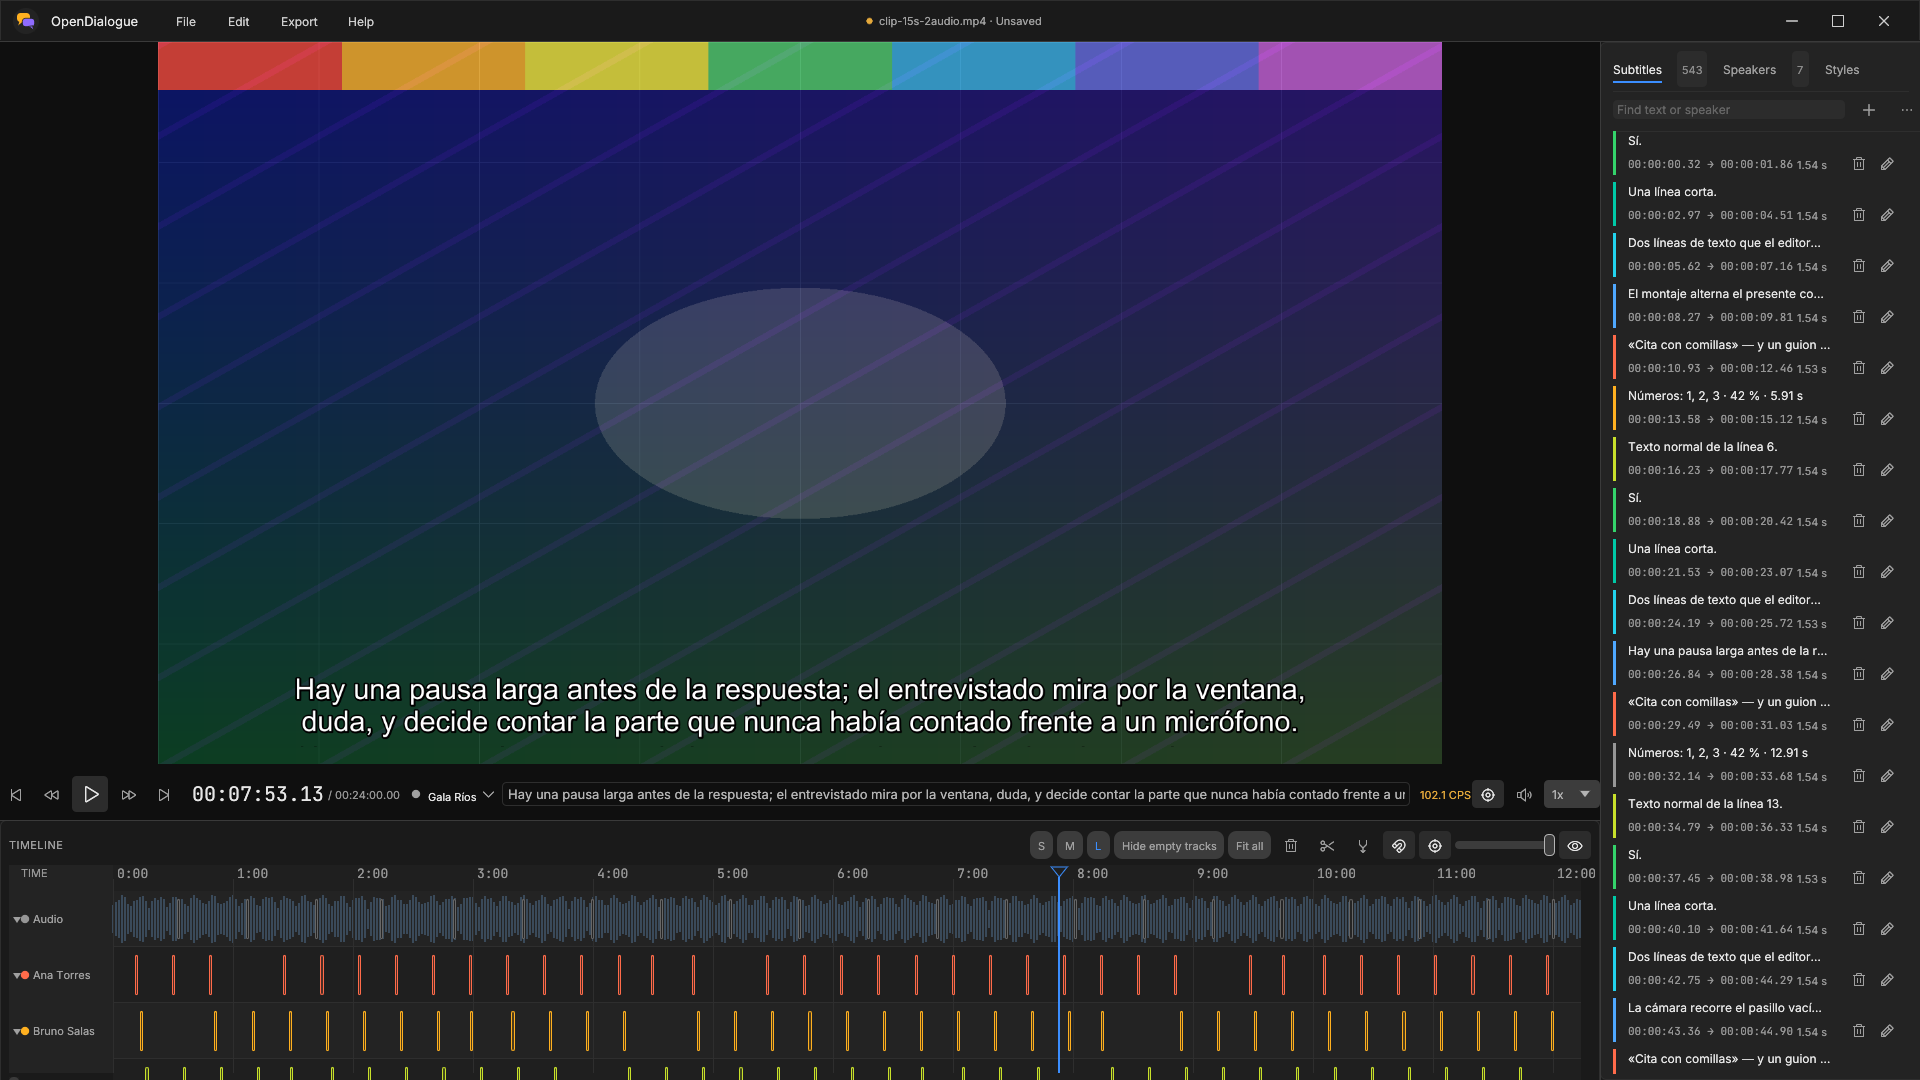 OpenDialogue
File
Edit
Export
Help
clip-15s-2audio.mp4 · Unsaved
Subtitles
543
Speakers
7
Styles
Find text or speaker
Sí.
00:00:00.32 → 00:00:01.86 1.54 s
Una línea corta.
00:00:02.97 → 00:00:04.51 1.54 s
Dos líneas de texto que el editor...
00:00:05.62 → 00:00:07.16 1.54 s
El montaje alterna el presente co...
00:00:08.27 → 00:00:09.81 1.54 s
«Cita con comillas» — y un guion ...
00:00:10.93 → 00:00:12.46 1.53 s
Números: 1, 2, 3 · 42 % · 5.91 s
00:00:13.58 → 00:00:15.12 1.54 s
Texto normal de la línea 6.
00:00:16.23 → 00:00:17.77 1.54 s
Sí.
00:00:18.88 → 00:00:20.42 1.54 s
Una línea corta.
00:00:21.53 → 00:00:23.07 1.54 s
Dos líneas de texto que el editor...
00:00:24.19 → 00:00:25.72 1.53 s
Hay una pausa larga antes de la r...
00:00:26.84 → 00:00:28.38 1.54 s
«Cita con comillas» — y un guion ...
00:00:29.49 → 00:00:31.03 1.54 s
Números: 1, 2, 3 · 42 % · 12.91 s
00:00:32.14 → 00:00:33.68 1.54 s
Texto normal de la línea 13.
00:00:34.79 → 00:00:36.33 1.54 s
Sí.
00:00:37.45 → 00:00:38.98 1.53 s
Una línea corta.
00:00:40.10 → 00:00:41.64 1.54 s
Dos líneas de texto que el editor...
00:00:42.75 → 00:00:44.29 1.54 s
La cámara recorre el pasillo vací...
00:00:43.36 → 00:00:44.90 1.54 s
«Cita con comillas» — y un guion ...
Hay una pausa larga antes de la respuesta; el entrevistado mira por la ventana,
duda, y decide contar la parte que nunca había contado frente a un micrófono.
00:07:53.13 / 00:24:00.00
Gala Ríos
Hay una pausa larga antes de la respuesta; el entrevistado mira por la ventana, duda, y decide contar la parte que nunca había contado frente a un
102.1 CPS
1x
TIMELINE
S
M
L
Hide empty tracks
Fit all
TIME
0:00 1:00 2:00 3:00 4:00 5:00 6:00 7:00 8:00 9:00 10:00 11:00 12:00
Audio
Ana Torres
Bruno Salas